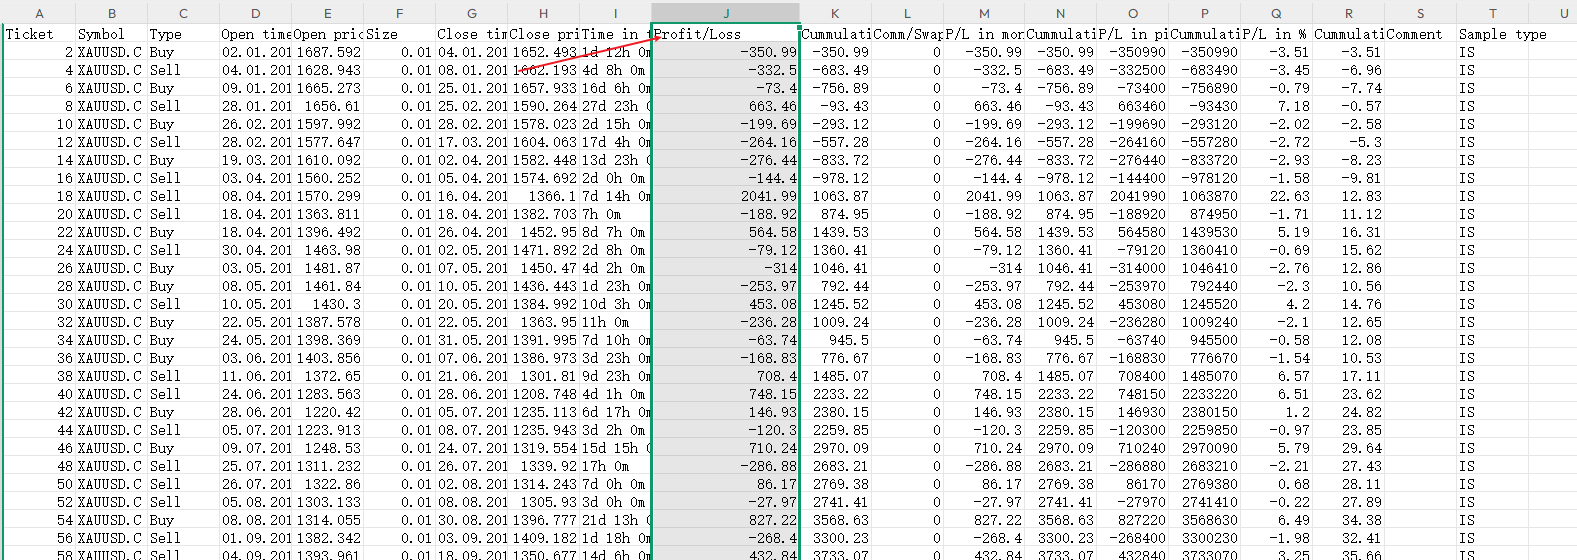 A B C D E F G H I J K L M N O P Q R S T U
Ticket Symbol Type Open time Open pric Size Close tim Close pri Time in t Profit/Loss Cummulati Comm/Swap P/L in mon Cummulati P/L in pi Cummulati P/L in % Cummulati Comment Sample type
2 XAUUSD.C Buy 02.01.201 1687.592 0.01 04.01.201 1652.493 1d 12h 0m -350.99 -350.99 0 -350.99 -350.99 -350990 -350990 -3.51 -3.51 IS
4 XAUUSD.C Sell 04.01.201 1628.943 0.01 08.01.201 1662.193 4d 8h 0m -332.5 -683.49 0 -332.5 -683.49 -332500 -683490 -3.45 -6.96 IS
6 XAUUSD.C Buy 09.01.201 1665.273 0.01 25.01.201 1657.933 16d 6h 0m -73.4 -756.89 0 -73.4 -756.89 -73400 -756890 -0.79 -7.74 IS
8 XAUUSD.C Sell 28.01.201 1656.61 0.01 25.02.201 1590.264 27d 23h 0 663.46 -93.43 0 663.46 -93.43 663460 -93430 7.18 -0.57 IS
10 XAUUSD.C Buy 26.02.201 1597.992 0.01 28.02.201 1578.023 2d 15h 0m -199.69 -293.12 0 -199.69 -293.12 -199690 -293120 -2.02 -2.58 IS
12 XAUUSD.C Sell 28.02.201 1577.647 0.01 17.03.201 1604.063 17d 4h 0m -264.16 -557.28 0 -264.16 -557.28 -264160 -557280 -2.72 -5.3 IS
14 XAUUSD.C Buy 19.03.201 1610.092 0.01 02.04.201 1582.448 13d 23h 0 -276.44 -833.72 0 -276.44 -833.72 -276440 -833720 -2.93 -8.23 IS
16 XAUUSD.C Sell 03.04.201 1560.252 0.01 05.04.201 1574.692 2d 0h 0m -144.4 -978.12 0 -144.4 -978.12 -144400 -978120 -1.58 -9.81 IS
18 XAUUSD.C Sell 08.04.201 1570.299 0.01 16.04.201 1366.1 7d 14h 0m 2041.99 1063.87 0 2041.99 1063.87 2041990 1063870 22.63 12.83 IS
20 XAUUSD.C Sell 18.04.201 1363.811 0.01 18.04.201 1382.703 7h 0m -188.92 874.95 0 -188.92 874.95 -188920 874950 -1.71 11.12 IS
22 XAUUSD.C Buy 18.04.201 1396.492 0.01 26.04.201 1452.95 8d 7h 0m 564.58 1439.53 0 564.58 1439.53 564580 1439530 5.19 16.31 IS
24 XAUUSD.C Sell 30.04.201 1463.98 0.01 02.05.201 1471.892 2d 8h 0m -79.12 1360.41 0 -79.12 1360.41 -79120 1360410 -0.69 15.62 IS
26 XAUUSD.C Buy 03.05.201 1481.87 0.01 07.05.201 1450.47 4d 2h 0m -314 1046.41 0 -314 1046.41 -314000 1046410 -2.76 12.86 IS
28 XAUUSD.C Buy 08.05.201 1461.84 0.01 10.05.201 1436.443 1d 23h 0m -253.97 792.44 0 -253.97 792.44 -253970 792440 -2.3 10.56 IS
30 XAUUSD.C Sell 10.05.201 1430.3 0.01 20.05.201 1384.992 10d 3h 0m 453.08 1245.52 0 453.08 1245.52 453080 1245520 4.2 14.76 IS
32 XAUUSD.C Buy 22.05.201 1387.578 0.01 22.05.201 1363.95 11h 0m -236.28 1009.24 0 -236.28 1009.24 -236280 1009240 -2.1 12.65 IS
34 XAUUSD.C Buy 24.05.201 1398.369 0.01 31.05.201 1391.995 7d 10h 0m -63.74 945.5 0 -63.74 945.5 -63740 945500 -0.58 12.08 IS
36 XAUUSD.C Buy 03.06.201 1403.856 0.01 07.06.201 1386.973 3d 23h 0m -168.83 776.67 0 -168.83 776.67 -168830 776670 -1.54 10.53 IS
38 XAUUSD.C Sell 11.06.201 1372.65 0.01 21.06.201 1301.81 9d 23h 0m 708.4 1485.07 0 708.4 1485.07 708400 1485070 6.57 17.11 IS
40 XAUUSD.C Sell 24.06.201 1283.563 0.01 28.06.201 1208.748 4d 1h 0m 748.15 2233.22 0 748.15 2233.22 748150 2233220 6.51 23.62 IS
42 XAUUSD.C Buy 28.06.201 1220.42 0.01 05.07.201 1235.113 6d 17h 0m 146.93 2380.15 0 146.93 2380.15 146930 2380150 1.2 24.82 IS
44 XAUUSD.C Sell 05.07.201 1223.913 0.01 08.07.201 1235.943 3d 2h 0m -120.3 2259.85 0 -120.3 2259.85 -120300 2259850 -0.97 23.85 IS
46 XAUUSD.C Buy 09.07.201 1248.53 0.01 24.07.201 1319.554 15d 15h 0 710.24 2970.09 0 710.24 2970.09 710240 2970090 5.79 29.64 IS
48 XAUUSD.C Sell 25.07.201 1311.232 0.01 26.07.201 1339.92 17h 0m -286.88 2683.21 0 -286.88 2683.21 -286880 2683210 -2.21 27.43 IS
50 XAUUSD.C Sell 26.07.201 1322.86 0.01 02.08.201 1314.243 7d 0h 0m 86.17 2769.38 0 86.17 2769.38 86170 2769380 0.68 28.11 IS
52 XAUUSD.C Sell 05.08.201 1303.133 0.01 08.08.201 1305.93 3d 0h 0m -27.97 2741.41 0 -27.97 2741.41 -27970 2741410 -0.22 27.89 IS
54 XAUUSD.C Buy 08.08.201 1314.055 0.01 30.08.201 1396.777 21d 13h 0 827.22 3568.63 0 827.22 3568.63 827220 3568630 6.49 34.38 IS
56 XAUUSD.C Sell 01.09.201 1382.342 0.01 03.09.201 1409.182 1d 18h 0m -268.4 3300.23 0 -268.4 3300.23 -268400 3300230 -1.98 32.41 IS
58 XAUUSD.C Sell 04.09.201 1393.961 0.01 18.09.201 1350.677 14d 6h 0m 432.84 3733.07 0 432.84 3733.07 432840 3733070 3.25 35.66 IS